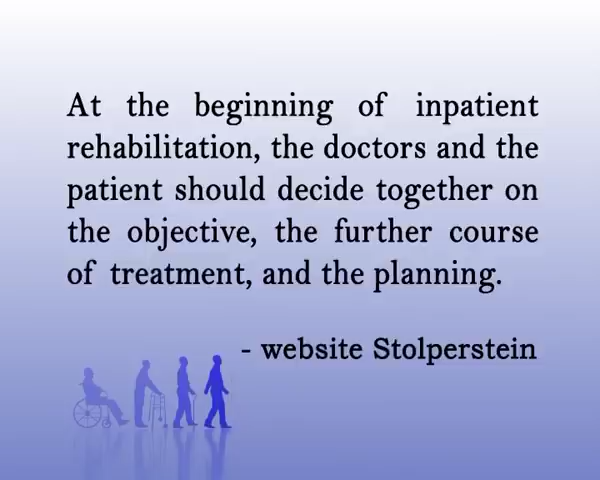 At the beginning of inpatient
rehabilitation, the doctors and the
patient should decide together on
the objective, the further course
of treatment, and the planning.
- website Stolperstein